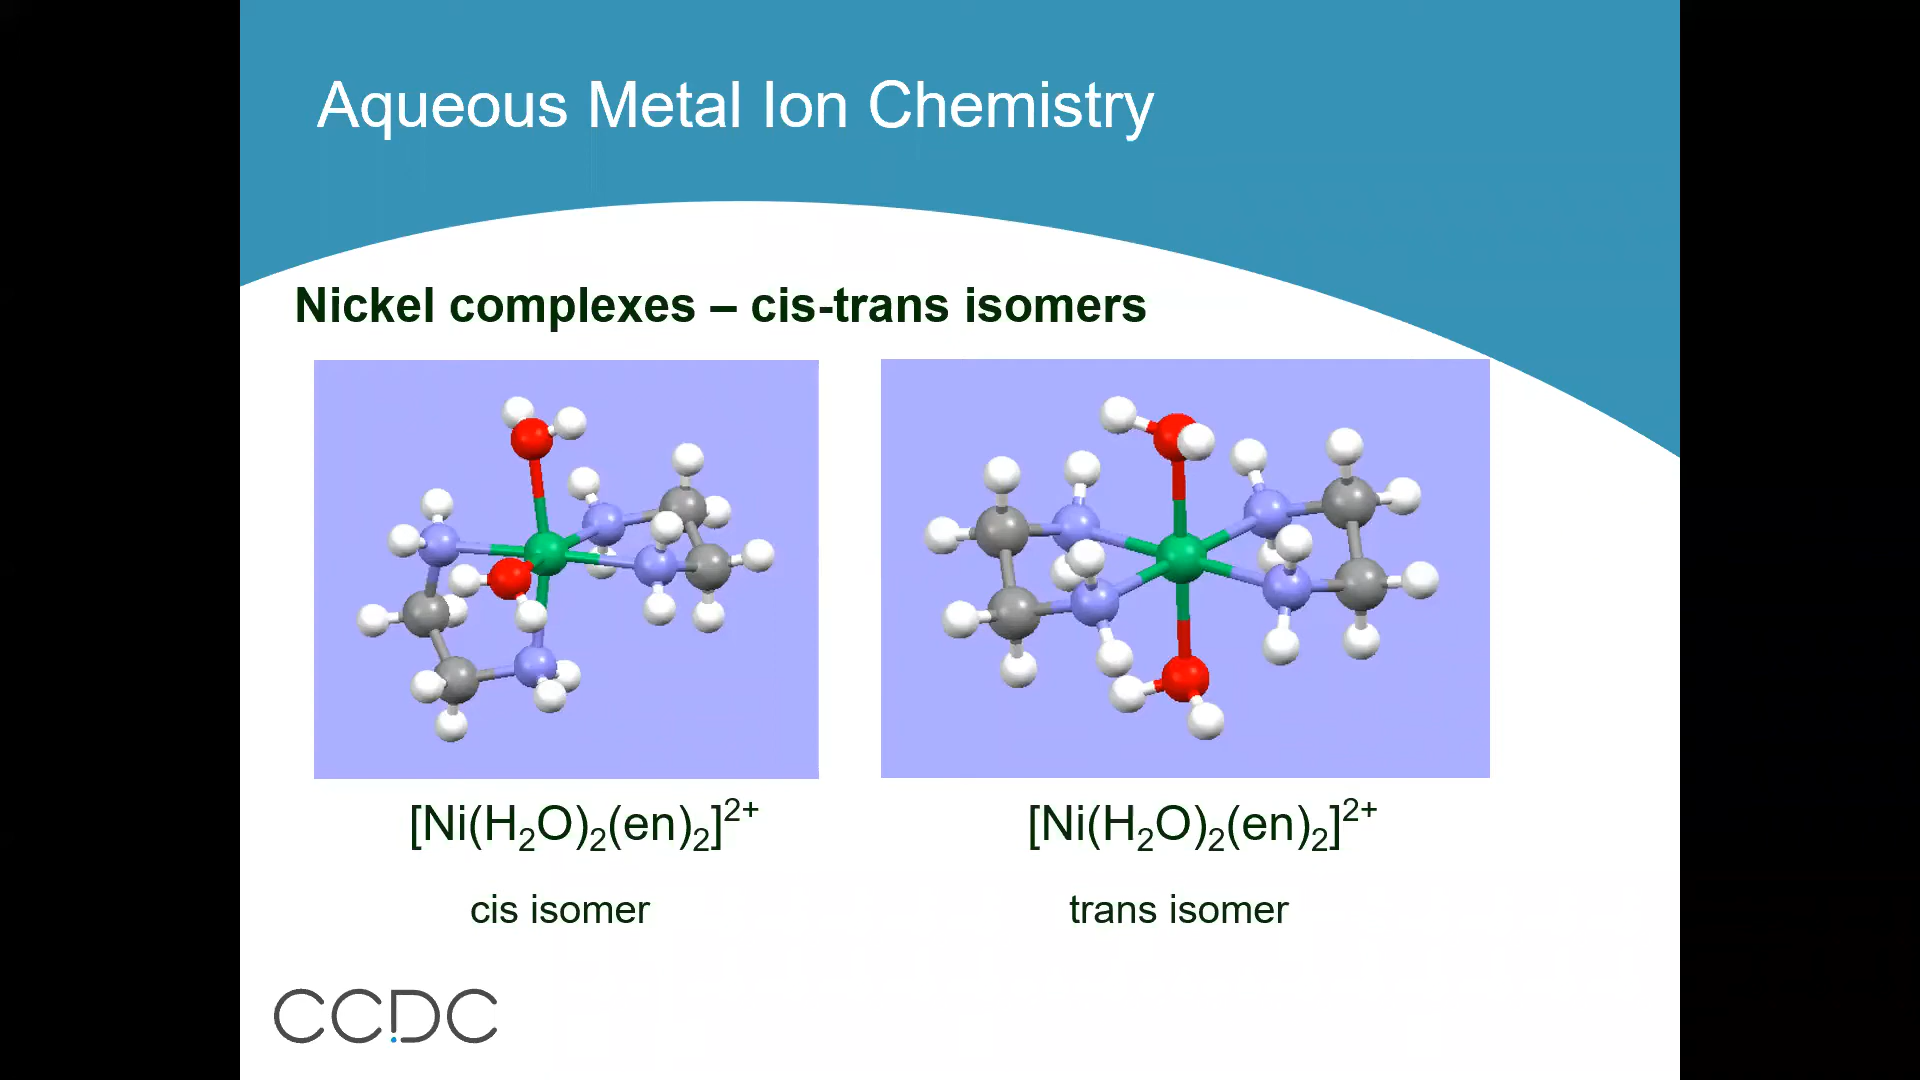 Aqueous Metal Ion Chemistry
Nickel complexes – cis-trans isomers
[Ni(H₂O)₂(en)₂]²⁺
[Ni(H₂O)₂(en)₂]²⁺
cis isomer
trans isomer
CCDC